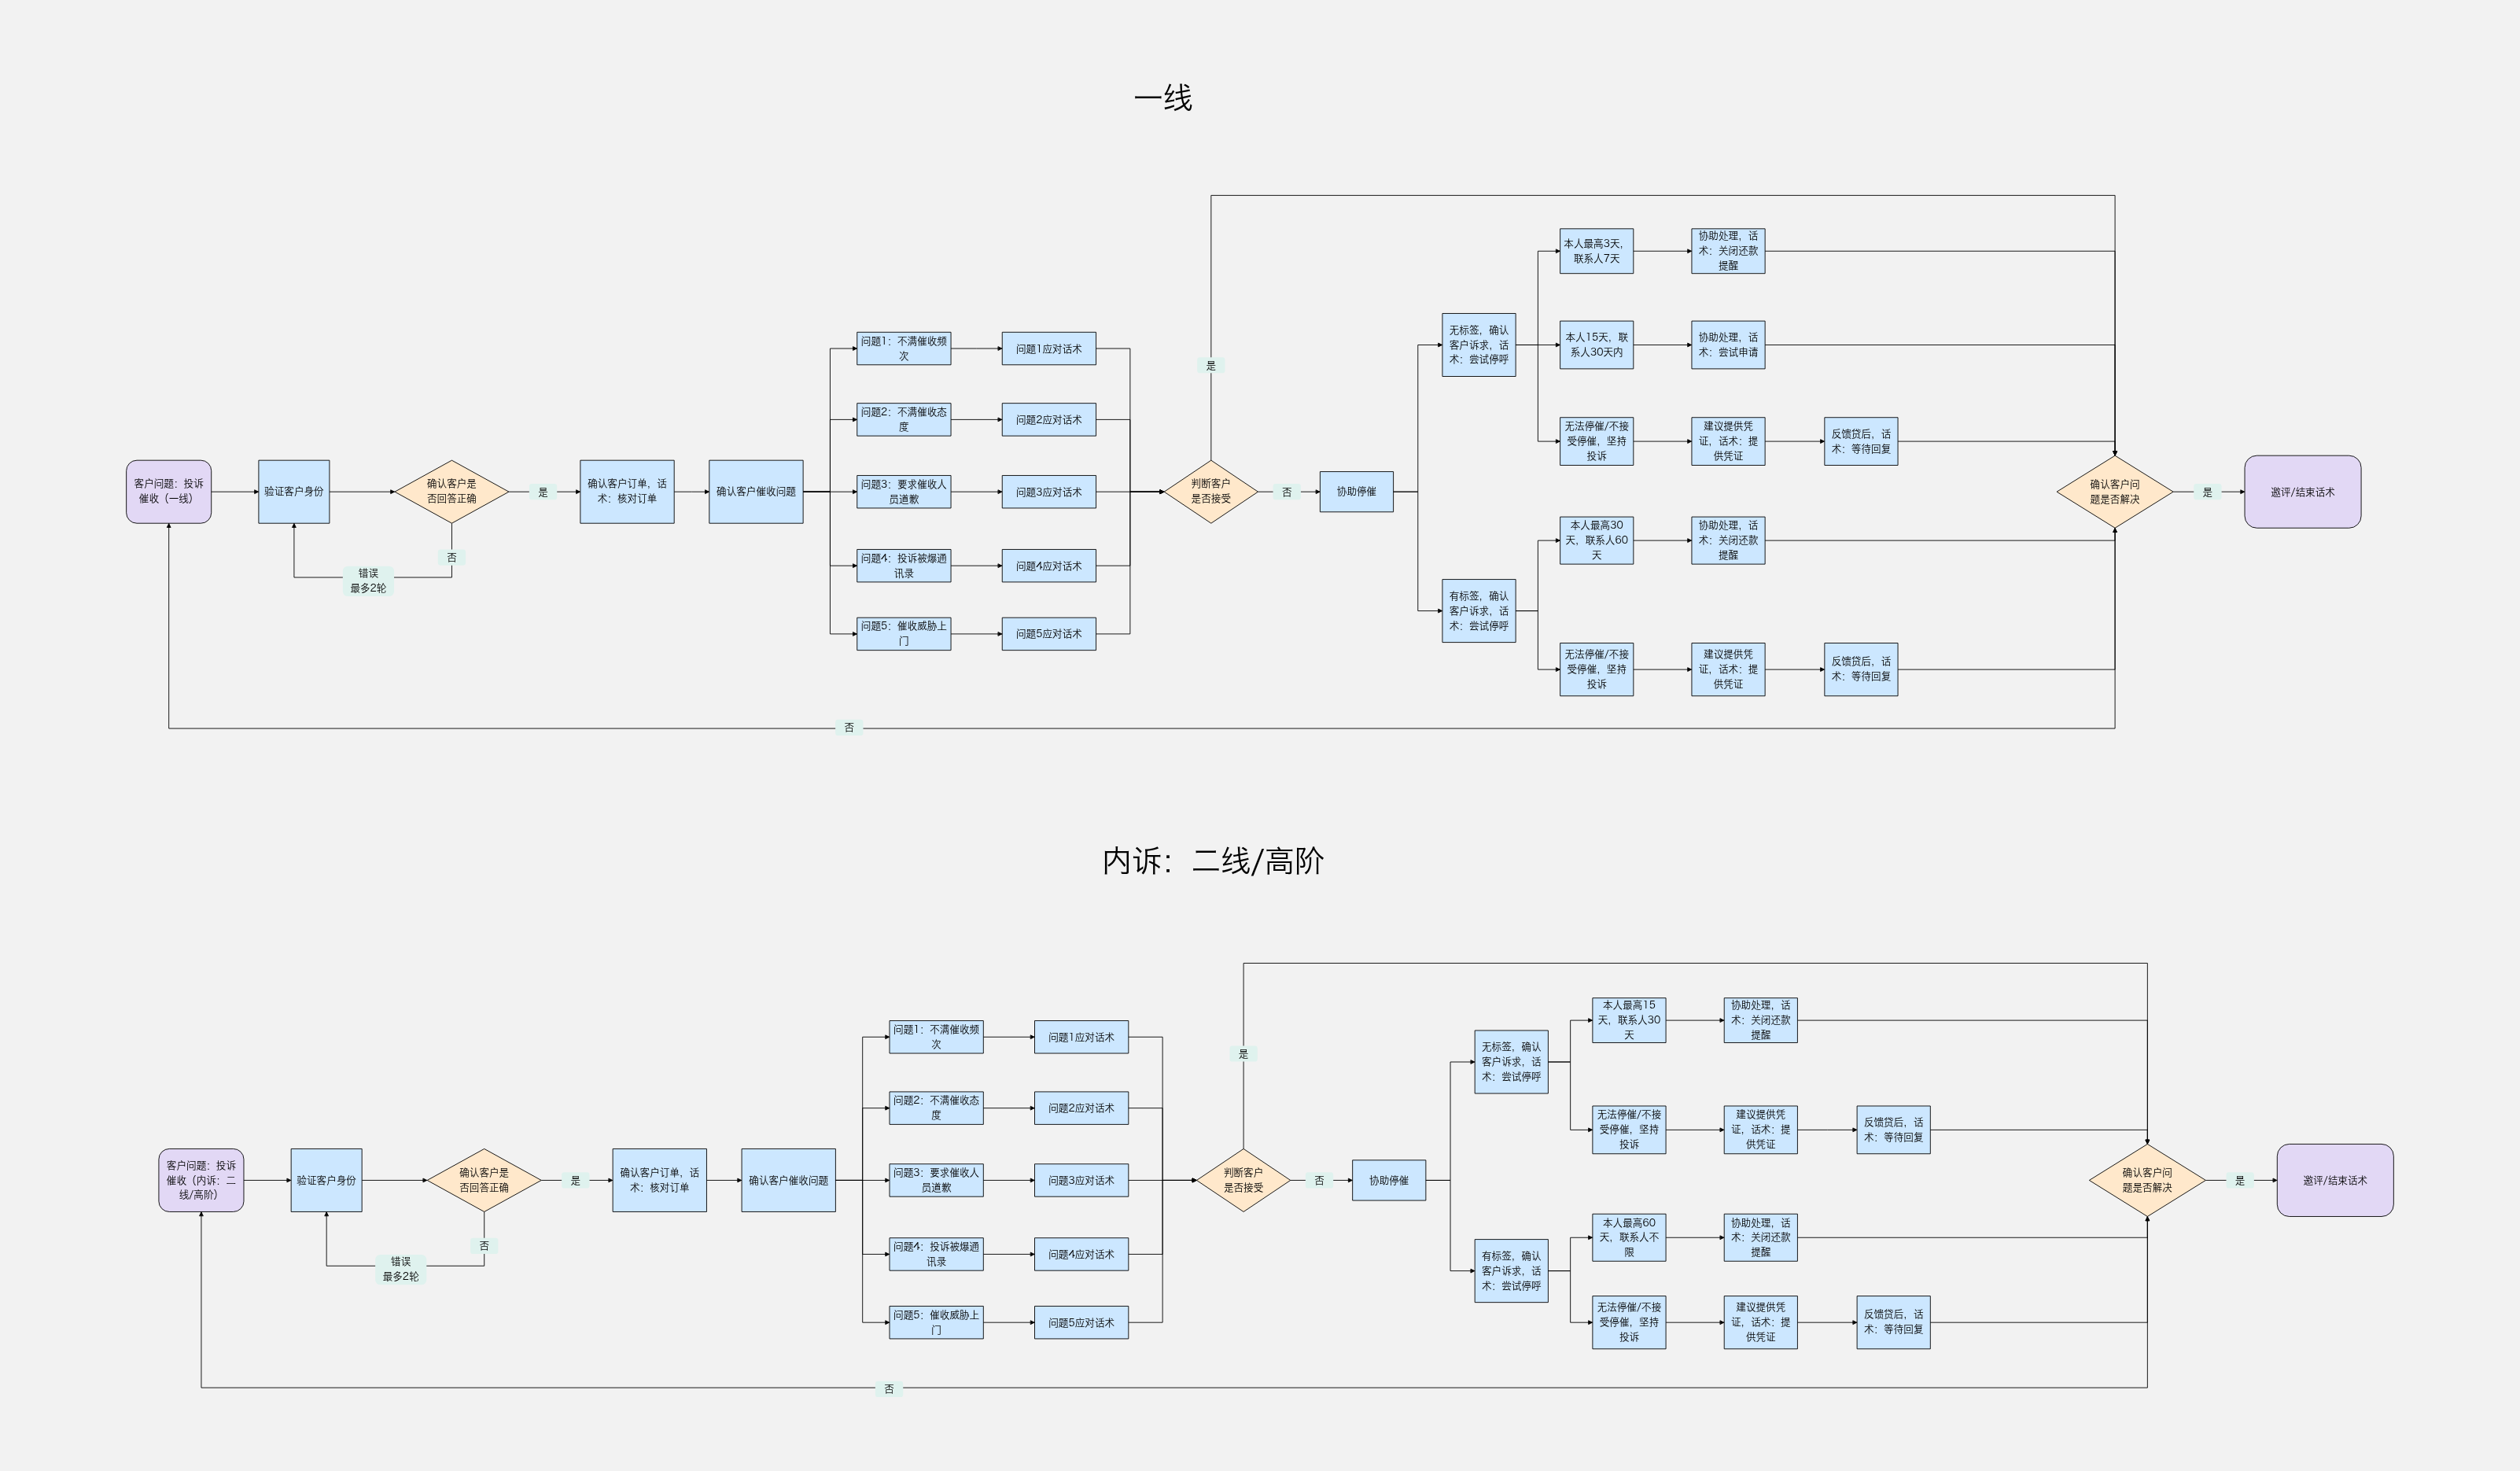 一线
客户问题：投诉
催收（一线）
验证客户身份
确认客户是
否回答正确
是
否
错误
最多2轮
确认客户订单，话
术：核对订单
确认客户催收问题
问题1：不满催收频
次
问题1应对话术
问题2：不满催收态
度
问题2应对话术
问题3：要求催收人
员道歉
问题3应对话术
问题4：投诉被爆通
讯录
问题4应对话术
问题5：催收威胁上
门
问题5应对话术
判断客户
是否接受
是
否
协助停催
无标签，确认
客户诉求，话
术：尝试停呼
本人最高3天，
联系人7天
协助处理，话
术：关闭还款
提醒
本人15天，联
系人30天内
协助处理，话
术：尝试申请
无法停催/不接
受停催，坚持
投诉
建议提供凭
证，话术：提
供凭证
反馈贷后，话
术：等待回复
有标签，确认
客户诉求，话
术：尝试停呼
本人最高30
天，联系人60
天
协助处理，话
术：关闭还款
提醒
无法停催/不接
受停催，坚持
投诉
建议提供凭
证，话术：提
供凭证
反馈贷后，话
术：等待回复
确认客户问
题是否解决
是
邀评/结束话术
否
内诉：二线/高阶
客户问题：投诉
催收（内诉：二
线/高阶）
验证客户身份
确认客户是
否回答正确
是
否
错误
最多2轮
确认客户订单，话
术：核对订单
确认客户催收问题
问题1：不满催收频
次
问题1应对话术
问题2：不满催收态
度
问题2应对话术
问题3：要求催收人
员道歉
问题3应对话术
问题4：投诉被爆通
讯录
问题4应对话术
问题5：催收威胁上
门
问题5应对话术
判断客户
是否接受
是
否
协助停催
无标签，确认
客户诉求，话
术：尝试停呼
本人最高15
天，联系人30
天
协助处理，话
术：关闭还款
提醒
无法停催/不接
受停催，坚持
投诉
建议提供凭
证，话术：提
供凭证
反馈贷后，话
术：等待回复
有标签，确认
客户诉求，话
术：尝试停呼
本人最高60
天，联系人不
限
协助处理，话
术：关闭还款
提醒
无法停催/不接
受停催，坚持
投诉
建议提供凭
证，话术：提
供凭证
反馈贷后，话
术：等待回复
确认客户问
题是否解决
是
邀评/结束话术
否